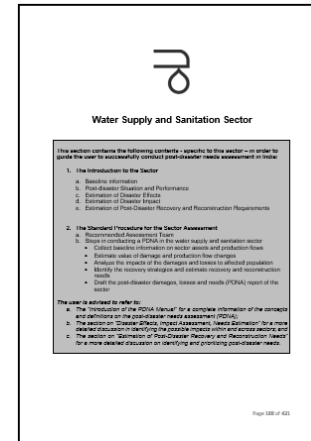 Water Supply and Sanitation Sector
This section contains the following contents - specific to this sector – in order to
guide the user to successfully conduct post-disaster needs assessment in India:
1. The Introduction to the Sector
a. Baseline information
b. Post-disaster Situation and Performance
c. Estimation of Disaster Effects
d. Estimation of Disaster Impact
e. Estimation of Post-Disaster Recovery and Reconstruction Requirements
2. The Standard Procedure for the Sector Assessment
a. Recommended Assessment Team
b. Steps in conducting a PDNA in the water supply and sanitation sector
• Collect baseline information on sector assets and production flows
• Estimate value of damage and production flow changes
• Analyze the impacts of the damages and losses to affected population
• Identify the recovery strategies and estimate recovery and reconstruction
needs
• Draft the post-disaster damages, losses and needs (PDNA) report of the
sector
The user is advised to refer to:
a. The "Introduction of the PDNA Manual" for a complete information of the concepts
and definitions on the post-disaster needs assessment (PDNA);
b. The section on "Disaster Effects, Impact Assessment, Needs Estimation" for a more
detailed discussion in identifying the possible impacts within and across sectors; and
c. The section on "Estimation of Post-Disaster Recovery and Reconstruction Needs"
for a more detailed discussion on identifying and prioritizing post-disaster needs.
Page of 421